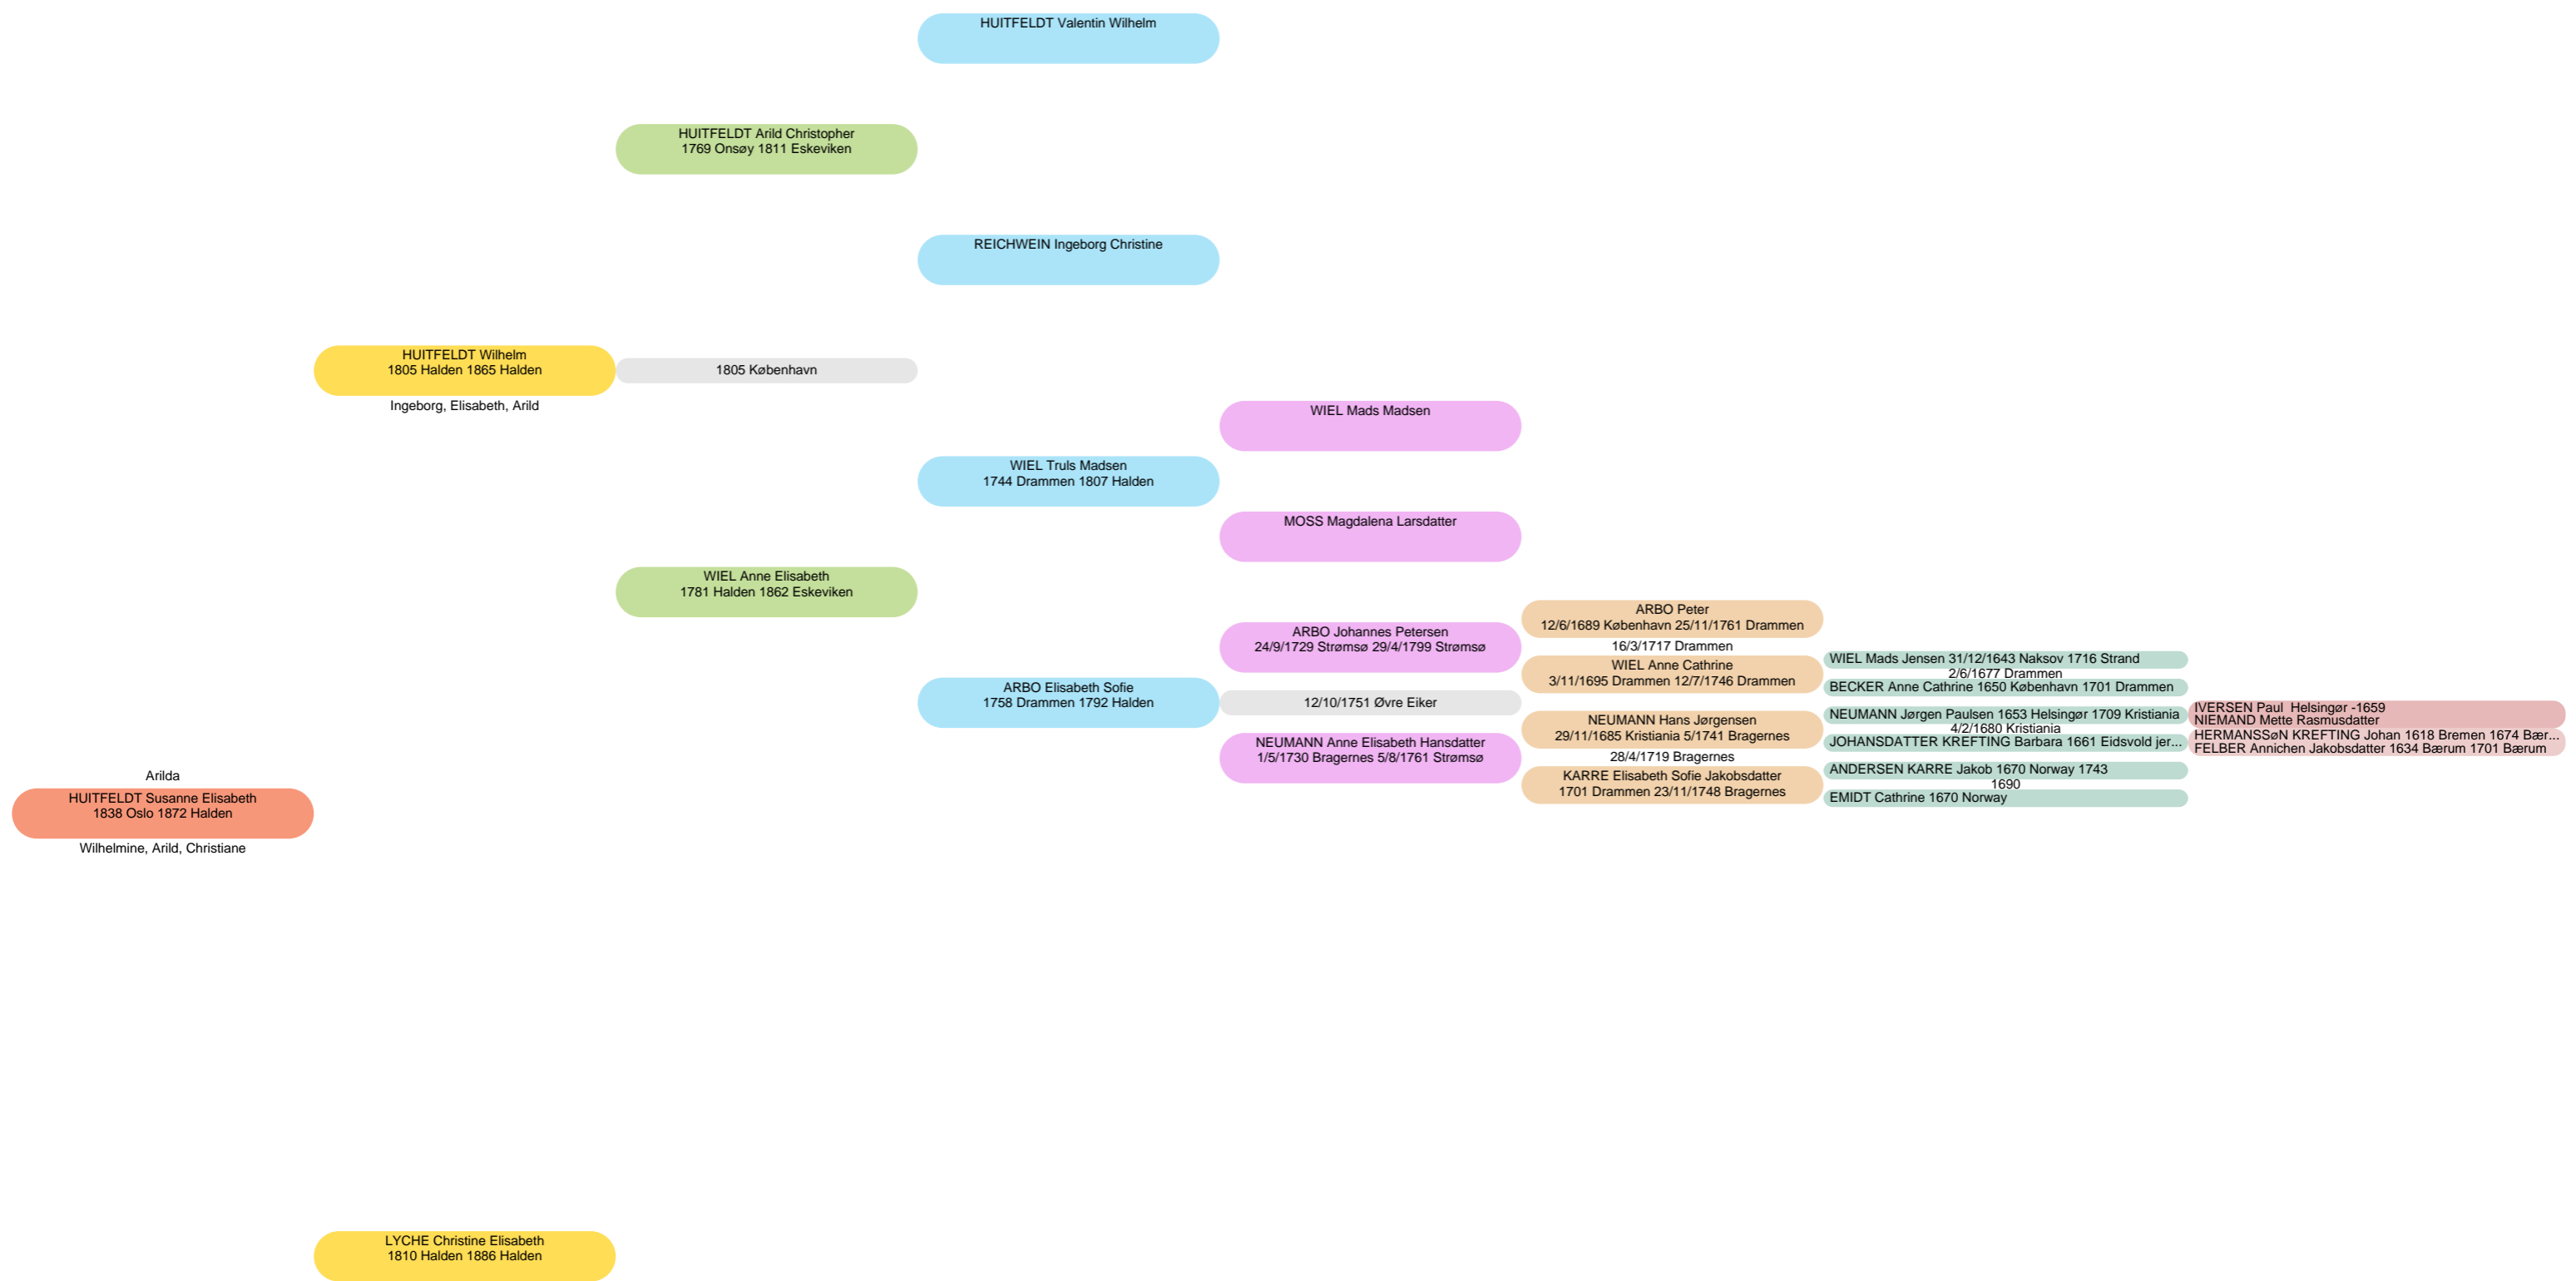 HUITFELDT Valentin Wilhelm
HUITFELDT Arild Christopher
1769 Onsøy 1811 Eskeviken
REICHWEIN Ingeborg Christine
HUITFELDT Wilhelm
1805 Halden 1865 Halden
1805 København
Ingeborg, Elisabeth, Arild
WIEL Mads Madsen
WIEL Truls Madsen
1744 Drammen 1807 Halden
MOSS Magdalena Larsdatter
WIEL Anne Elisabeth
1781 Halden 1862 Eskeviken
ARBO Peter
12/6/1689 København 25/11/1761 Drammen
ARBO Johannes Petersen
24/9/1729 Strømsø 29/4/1799 Strømsø
16/3/1717 Drammen
WIEL Anne Cathrine
3/11/1695 Drammen 12/7/1746 Drammen
WIEL Mads Jensen 31/12/1643 Naksov 1716 Strand
2/6/1677 Drammen
BECKER Anne Cathrine 1650 København 1701 Drammen
ARBO Elisabeth Sofie
1758 Drammen 1792 Halden
12/10/1751 Øvre Eiker
NEUMANN Hans Jørgensen
29/11/1685 Kristiania 5/1741 Bragernes
NEUMANN Jørgen Paulsen 1653 Helsingør 1709 Kristiania
4/2/1680 Kristiania
JOHANSDATTER KREFTING Barbara 1661 Eidsvold jer...
IVERSEN Paul  Helsingør -1659
NIEMAND Mette Rasmusdatter
HERMANSSøN KREFTING Johan 1618 Bremen 1674 Bær...
FELBER Annichen Jakobsdatter 1634 Bærum 1701 Bærum
NEUMANN Anne Elisabeth Hansdatter
1/5/1730 Bragernes 5/8/1761 Strømsø
28/4/1719 Bragernes
KARRE Elisabeth Sofie Jakobsdatter
1701 Drammen 23/11/1748 Bragernes
ANDERSEN KARRE Jakob 1670 Norway 1743
1690
EMIDT Cathrine 1670 Norway
Arilda
HUITFELDT Susanne Elisabeth
1838 Oslo 1872 Halden
Wilhelmine, Arild, Christiane
LYCHE Christine Elisabeth
1810 Halden 1886 Halden